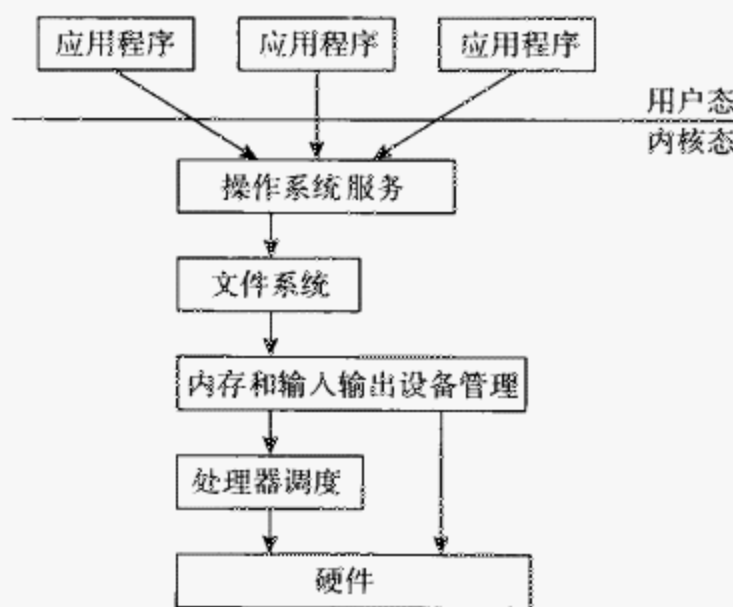 应用程序 应用程序 应用程序
用户态
内核态
操作系统服务
文件系统
内存和输入输出设备管理
处理器调度
硬件